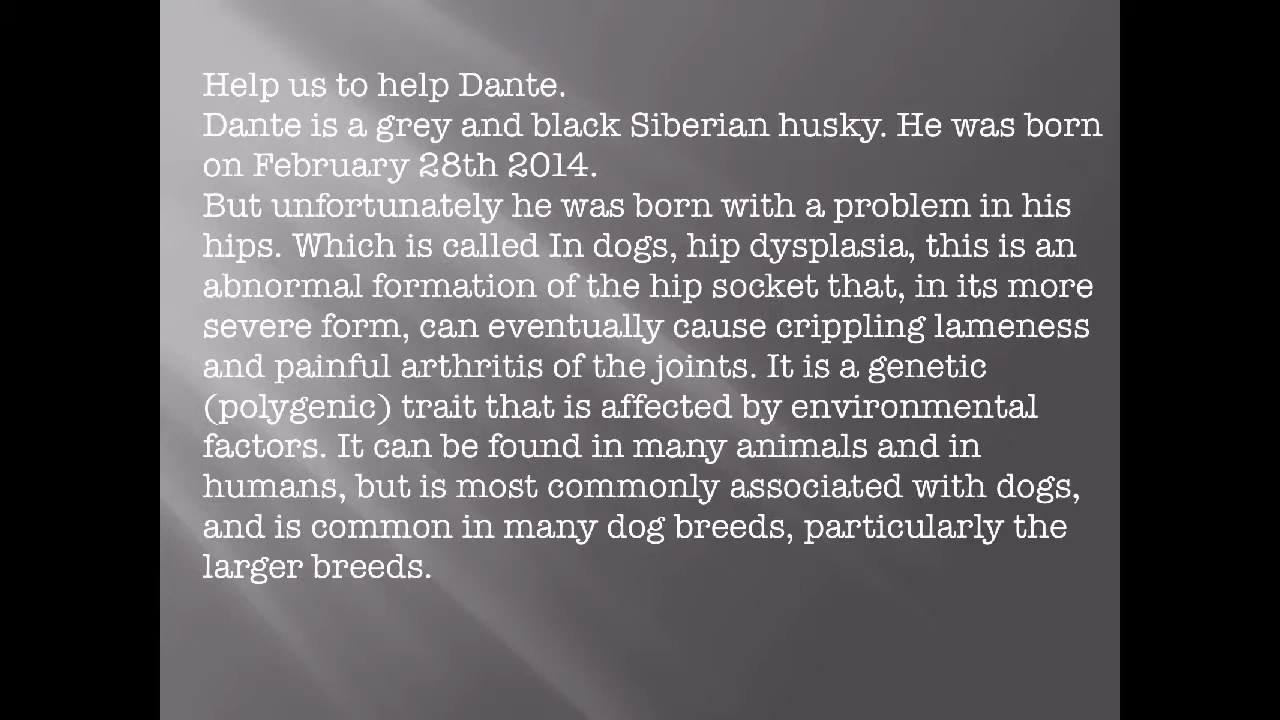 Help us to help Dante.
Dante is a grey and black Siberian husky. He was born
on February 28th 2014.
But unfortunately he was born with a problem in his
hips. Which is called In dogs, hip dysplasia, this is an
abnormal formation of the hip socket that, in its more
severe form, can eventually cause crippling lameness
and painful arthritis of the joints. It is a genetic
(polygenic) trait that is affected by environmental
factors. It can be found in many animals and in
humans, but is most commonly associated with dogs,
and is common in many dog breeds, particularly the
larger breeds.